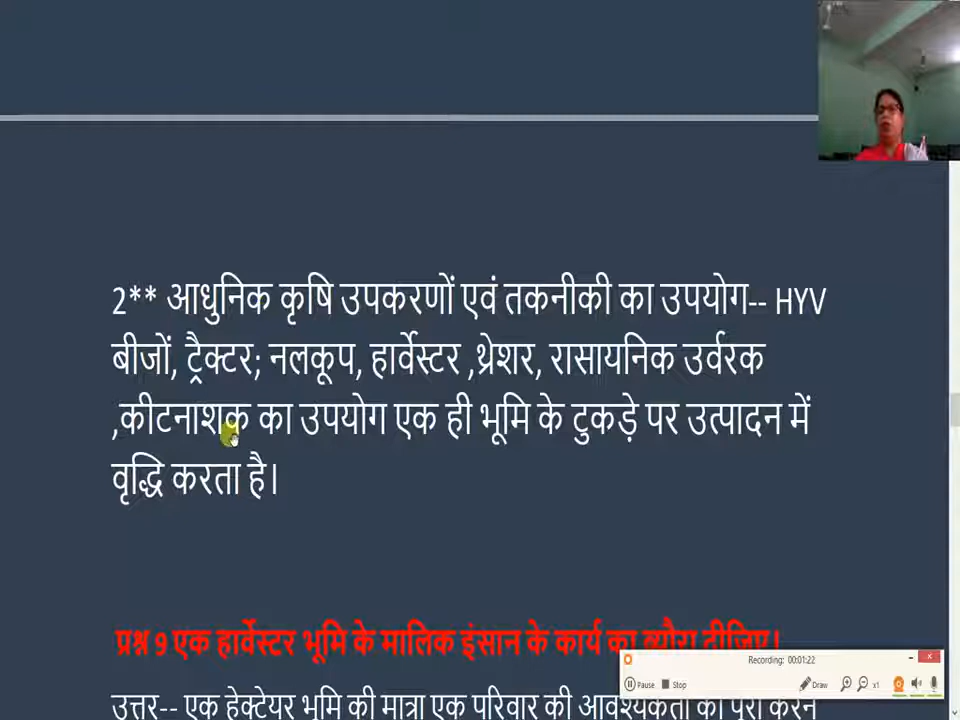 2** आधुनिक कृषि उपकरणों एवं तकनीकी का उपयोग-- HYV
बीजों, ट्रैक्टर; नलकूप, हार्वेस्टर ,थ्रेशर, रासायनिक उर्वरक
,कीटनाशक का उपयोग एक ही भूमि के टुकड़े पर उत्पादन में
वृद्धि करता है।
प्रश्न 9 एक हार्वेस्टर भूमि के मालिक इंसान के कार्य का ब्यौरा दीजिए।
उत्तर-- एक हेक्टेयर भूमि की मात्रा एक परिवार की आवश्यकता को पूरा करने
Recording: 00:01:22
Pause Stop Draw x1